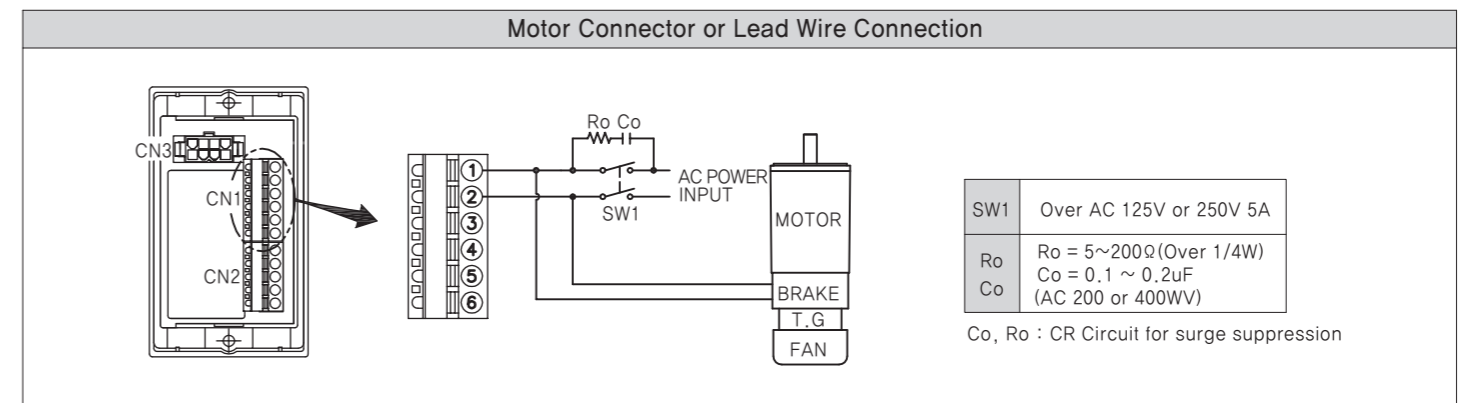 Motor Connector or Lead Wire Connection
CN3
CN1
CN2
①
②
③
④
⑤
⑥
Ro Co
SW1
AC POWER
INPUT
MOTOR
BRAKE
T.G
FAN
SW1 Over AC 125V or 250V 5A
Ro Ro = 5~200Ω(Over 1/4W)
Co Co = 0.1 ~ 0.2uF
(AC 200 or 400WV)
Co, Ro : CR Circuit for surge suppression